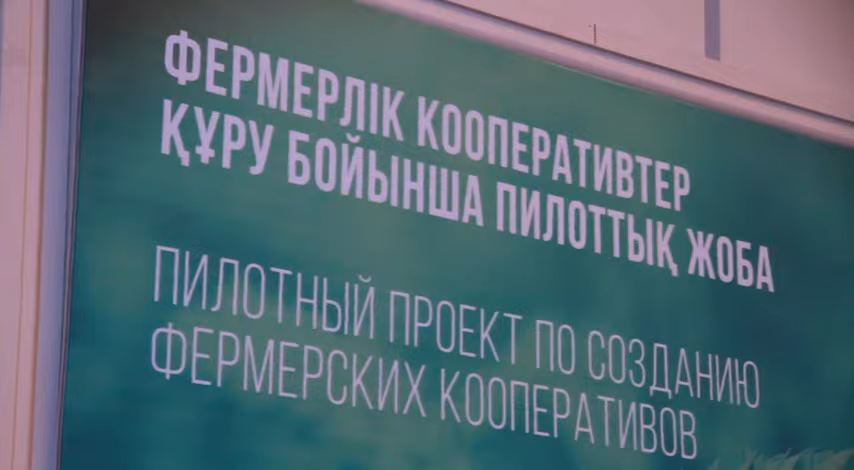 ФЕРМЕРЛІК КООПЕРАТИВТЕР
ҚҰРУ БОЙЫНША ПИЛОТТЫҚ ЖОБА
ПИЛОТНЫЙ ПРОЕКТ ПО СОЗДАНИЮ
ФЕРМЕРСКИХ КООПЕРАТИВОВ